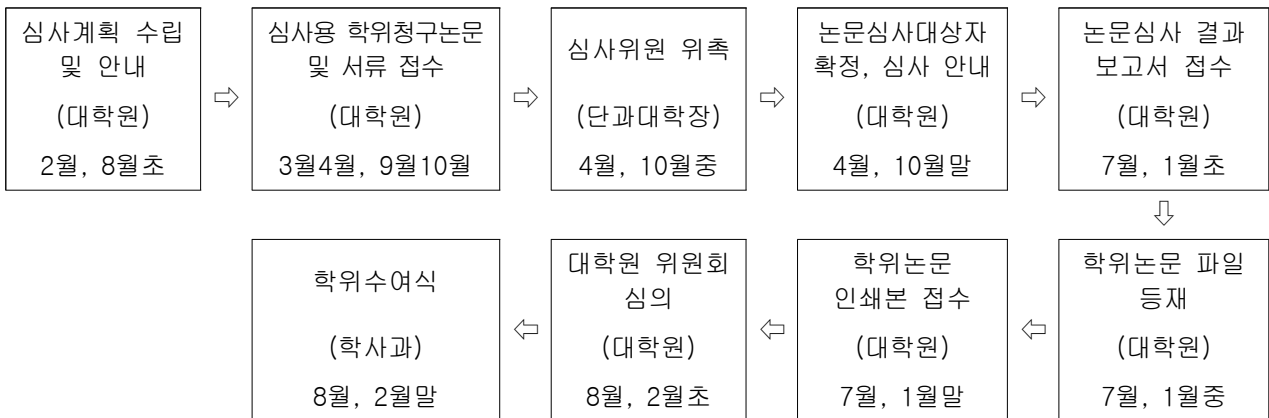 심사계획 수립
및 안내
(대학원)
2월, 8월초
⇨
심사용 학위청구논문
및 서류 접수
(대학원)
3월4월, 9월10월
⇨
심사위원 위촉
(단과대학장)
4월, 10월중
⇨
논문심사대상자
확정, 심사 안내
(대학원)
4월, 10월말
⇨
논문심사 결과
보고서 접수
(대학원)
7월, 1월초
⇩
학위논문 파일
등재
(대학원)
7월, 1월중
⇦
학위논문
인쇄본 접수
(대학원)
7월, 1월말
⇦
대학원 위원회
심의
(대학원)
8월, 2월초
⇦
학위수여식
(학사과)
8월, 2월말